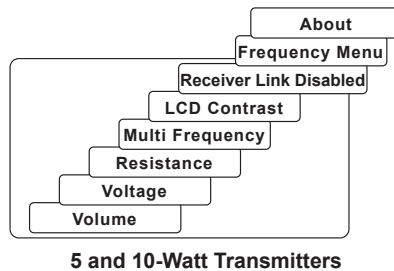 About
Frequency Menu
Receiver Link Disabled
LCD Contrast
Multi Frequency
Resistance
Voltage
Volume
5 and 10-Watt Transmitters